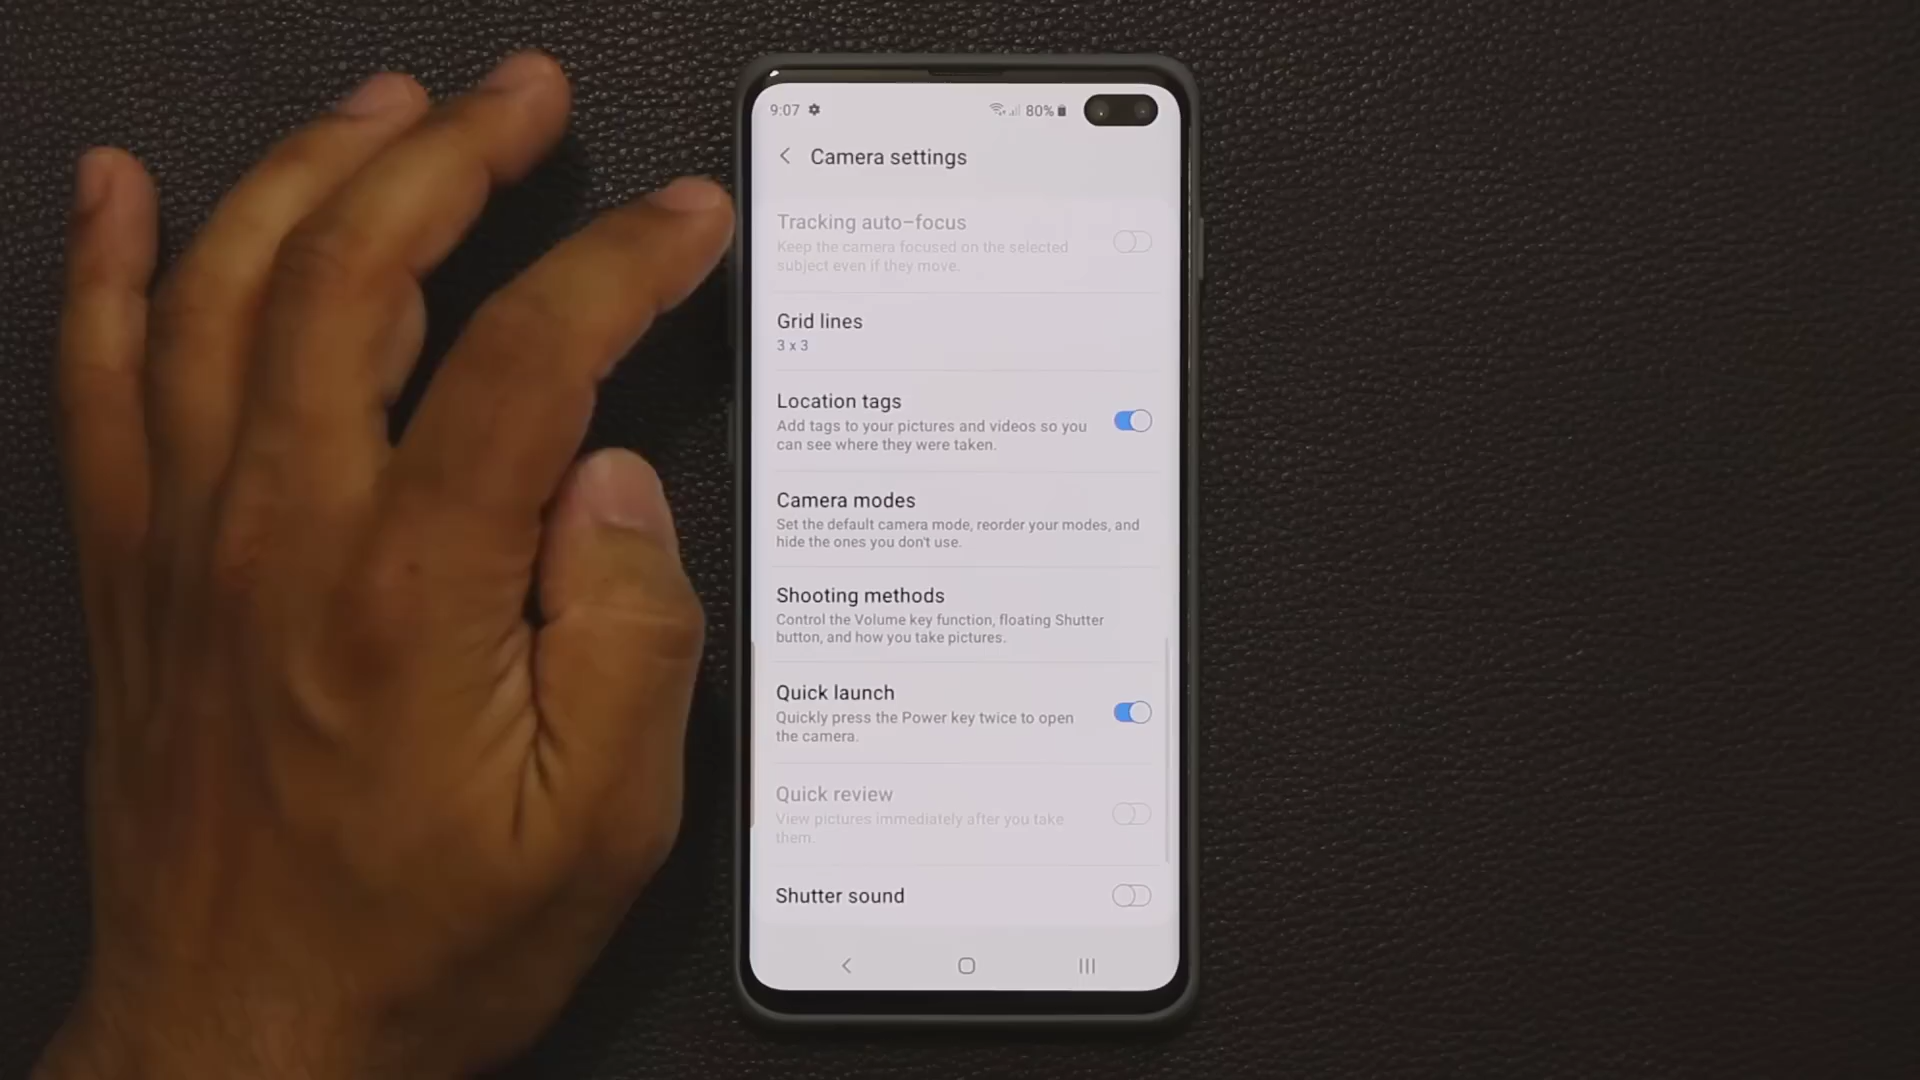 9:07 80%
Camera settings
Tracking auto-focus
Keep the camera focused on the selected
subject even if they move.
Grid lines
3 x 3
Location tags
Add tags to your pictures and videos so you
can see where they were taken.
Camera modes
Set the default camera mode, reorder your modes, and
hide the ones you don't use.
Shooting methods
Control the Volume key function, floating Shutter
button, and how you take pictures.
Quick launch
Quickly press the Power key twice to open
the camera.
Quick review
View pictures immediately after you take
them.
Shutter sound